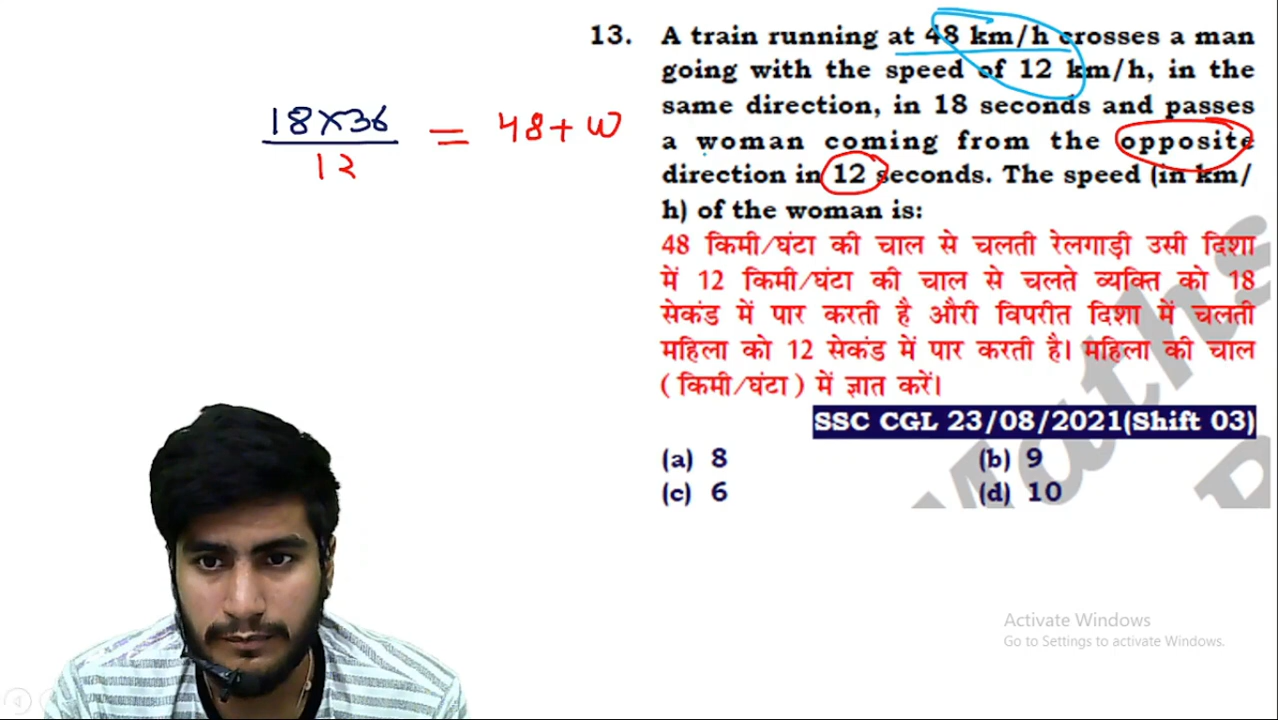 13. A train running at 48 km/h crosses a man
going with the speed of 12 km/h, in the
same direction, in 18 seconds and passes
a woman coming from the opposite
direction in 12 seconds. The speed (in km/
h) of the woman is:
48 किमी/घंटा की चाल से चलती रेलगाड़ी उसी दिशा
में 12 किमी/घंटा की चाल से चलते व्यक्ति को 18
सेकंड में पार करती है औरी विपरीत दिशा में चलती
महिला को 12 सेकंड में पार करती है। महिला की चाल
(किमी/घंटा) में ज्ञात करें।
SSC CGL 23/08/2021(Shift 03)
(a) 8 (b) 9
(c) 6 (d) 10
18×36
12
= 48+W
Maths
Activate Windows
Go to Settings to activate Windows.